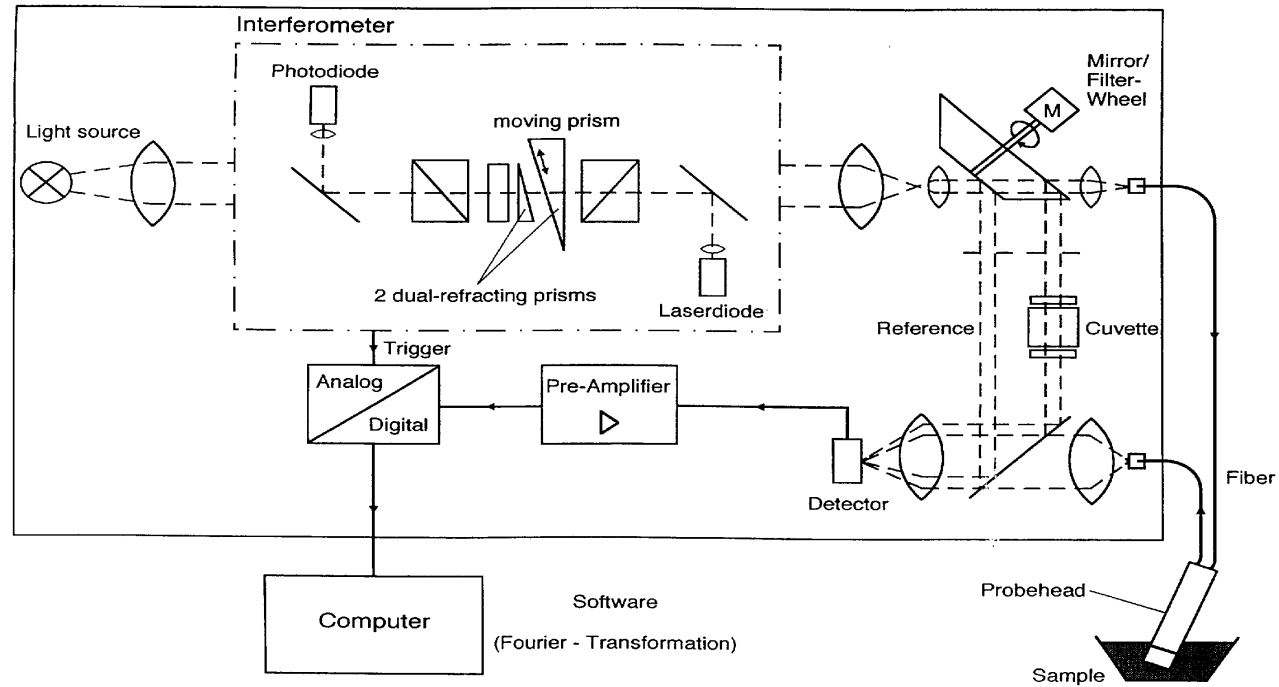 Interferometer
Photodiode
Mirror/
Filter-
Wheel
M
Light source
moving prism
2 dual-refracting prisms
Laserdiode
Reference
Cuvette
Trigger
Analog
Digital
Pre-Amplifier
Detector
Fiber
Probehead
Computer
Software
(Fourier - Transformation)
Sample